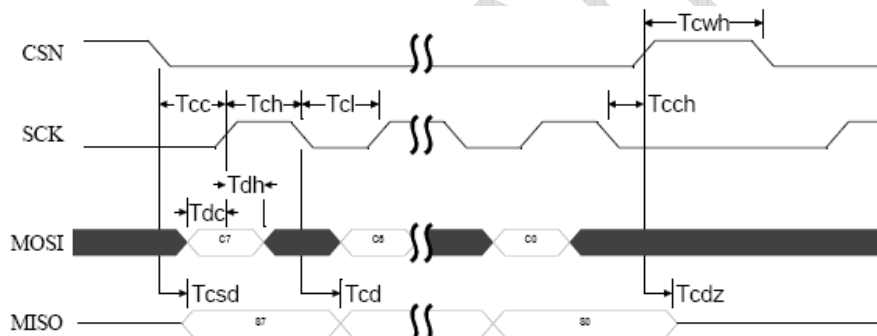 Tcwh
CSN
Tcc Tch Tcl Tcch
SCK
Tdh
Tdc
MOSI C7 C6 C0
Tcsd Tcd Tcdz
MISO S7 S0